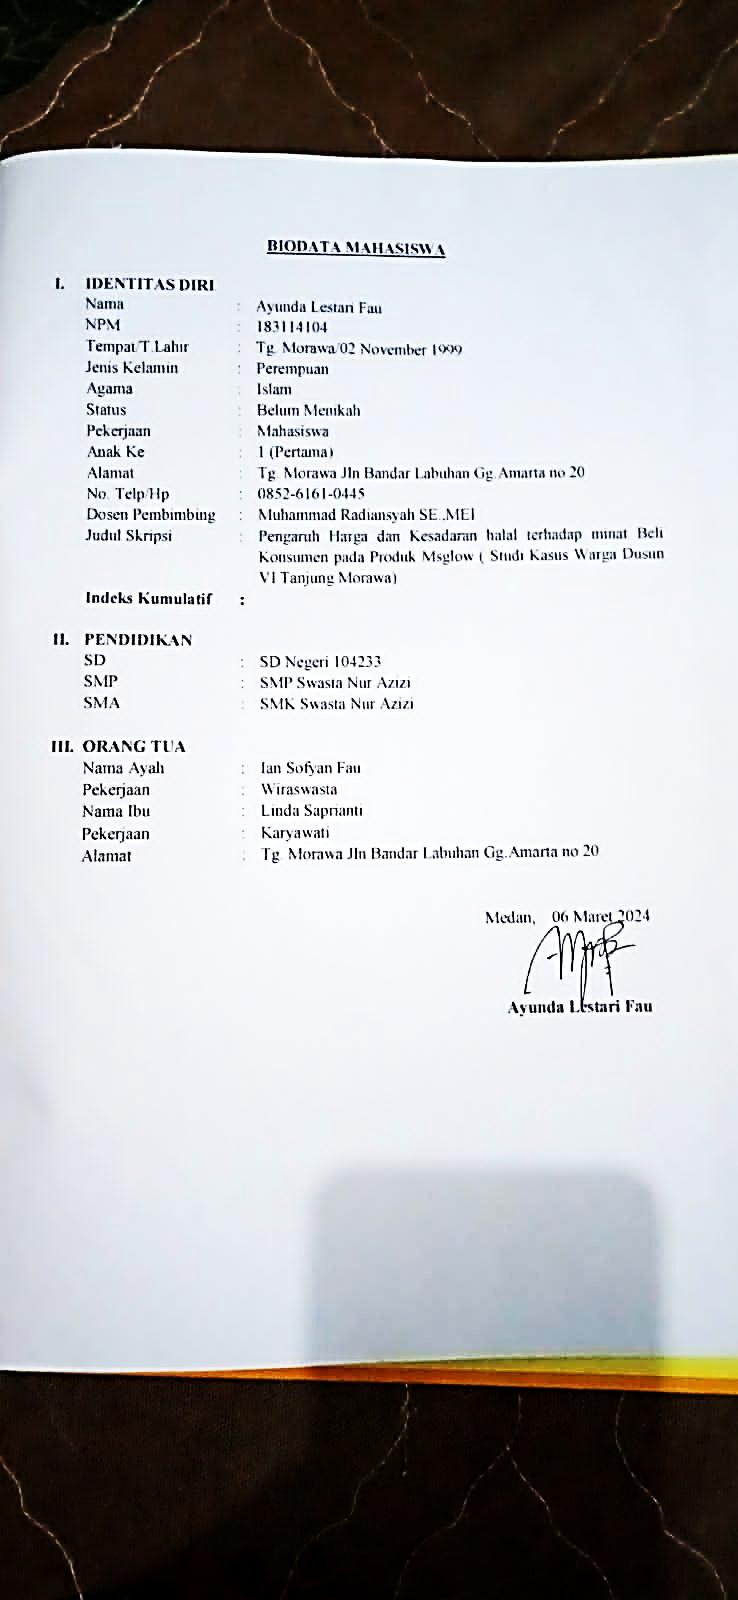 BIODATA MAHASISWA
I. IDENTITAS DIRI
Nama : Ayunda Lestari Fau
NPM : 183114104
Tempat/T.Lahir : Tg. Morawa/02 November 1999
Jenis Kelamin : Perempuan
Agama : Islam
Status : Belum Menikah
Pekerjaan : Mahasiswa
Anak Ke : 1 (Pertama)
Alamat : Tg. Morawa Jln Bandar Labuhan Gg.Amarta no 20
No. Telp/Hp : 0852-6161-0445
Dosen Pembimbing : Muhammad Radiansyah SE.,MEI
Judul Skripsi : Pengaruh Harga dan Kesadaran halal terhadap minat Beli
Konsumen pada Produk Msglow ( Studi Kasus Warga Dusun
VI Tanjung Morawa)
Indeks Kumulatif :
II. PENDIDIKAN
SD : SD Negeri 104233
SMP : SMP Swasta Nur Azizi
SMA : SMK Swasta Nur Azizi
III. ORANG TUA
Nama Ayah : Ian Sofyan Fau
Pekerjaan : Wiraswasta
Nama Ibu : Linda Saprianti
Pekerjaan : Karyawati
Alamat : Tg. Morawa Jln Bandar Labuhan Gg.Amarta no 20
Medan, 06 Maret 2024
Ayunda Lestari Fau